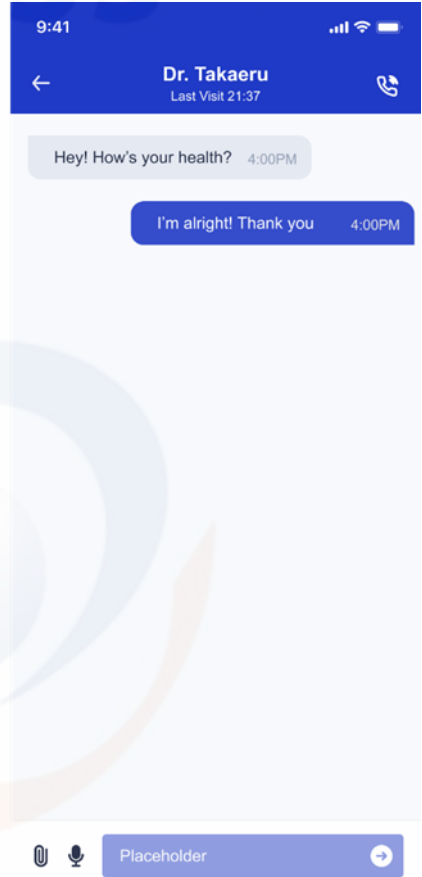 9:41
Dr. Takaeru
Last Visit 21:37
Hey! How's your health? 4:00PM
I'm alright! Thank you 4:00PM
Placeholder